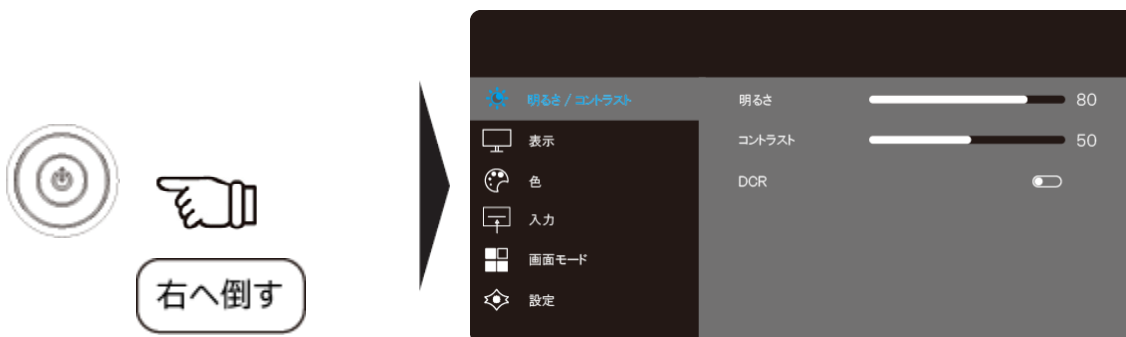 右へ倒す
明るさ / コントラスト
表示
色
入力
画面モード
設定
明るさ 80
コントラスト 50
DCR